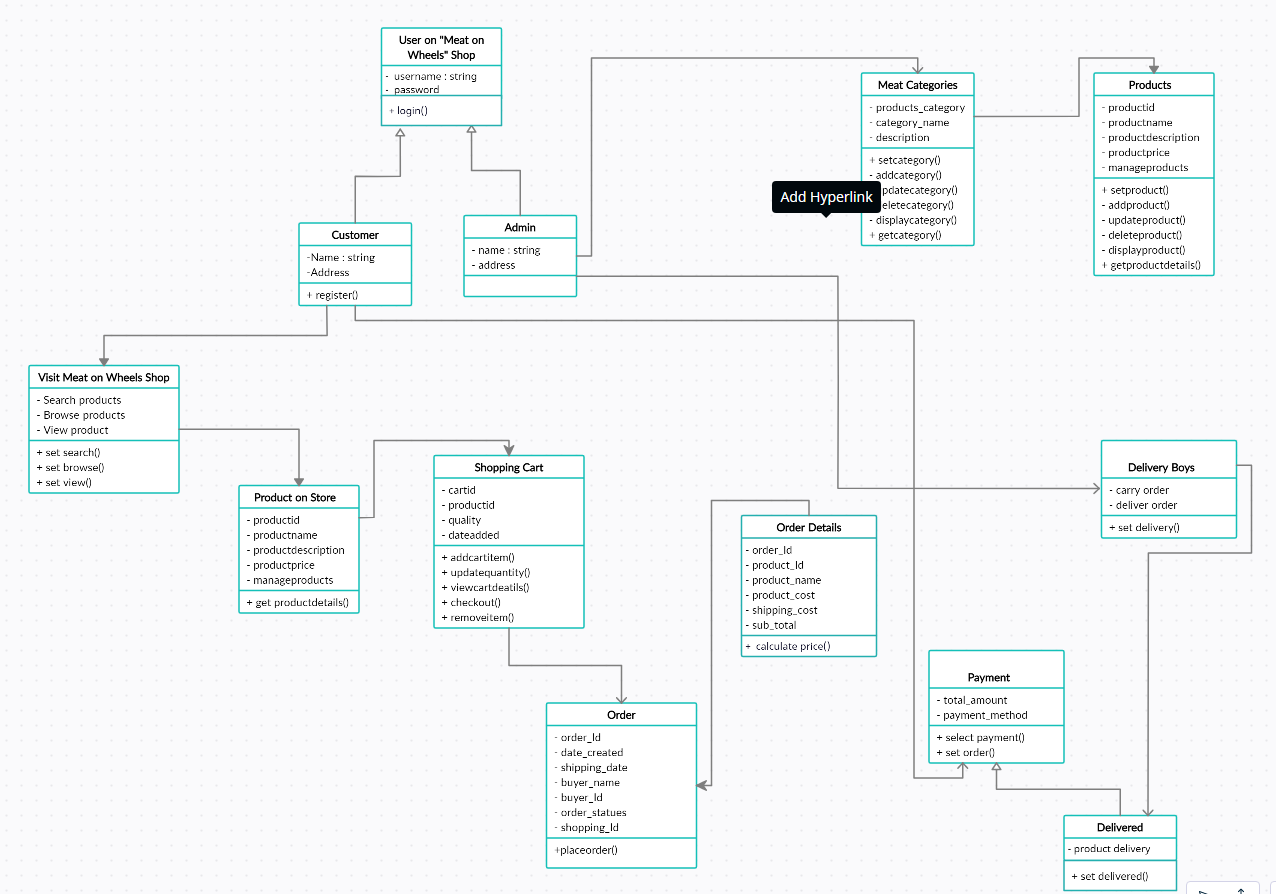 User on "Meat on
Wheels" Shop
- username : string
- password
+ login()
Customer
-Name : string
-Address
+ register()
Admin
- name : string
- address
Meat Categories
- products_category
- category_name
- description
+ setcategory()
- addcategory()
pdatecategory()
eletecategory()
- displaycategory()
+ getcategory()
Add Hyperlink
Products
- productid
- productname
- productdescription
- productprice
- manageproducts
+ setproduct()
- addproduct()
- updateproduct()
- deleteproduct()
- displayproduct()
+ getproductdetails()
Visit Meat on Wheels Shop
- Search products
- Browse products
- View product
+ set search()
+ set browse()
+ set view()
Product on Store
- productid
- productname
- productdescription
- productprice
- manageproducts
+ get productdetails()
Shopping Cart
- cartid
- productid
- quality
- dateadded
+ addcartitem()
+ updatequantity()
+ viewcartdeatils()
+ checkout()
+ removeitem()
Order Details
- order_Id
- product_Id
- product_name
- product_cost
- shipping_cost
- sub_total
+ calculate price()
Delivery Boys
- carry order
- deliver order
+ set delivery()
Order
- order_Id
- date_created
- shipping_date
- buyer_name
- buyer_Id
- order_statues
- shopping_Id
+placeorder()
Payment
- total_amount
- payment_method
+ select payment()
+ set order()
Delivered
- product delivery
+ set delivered()